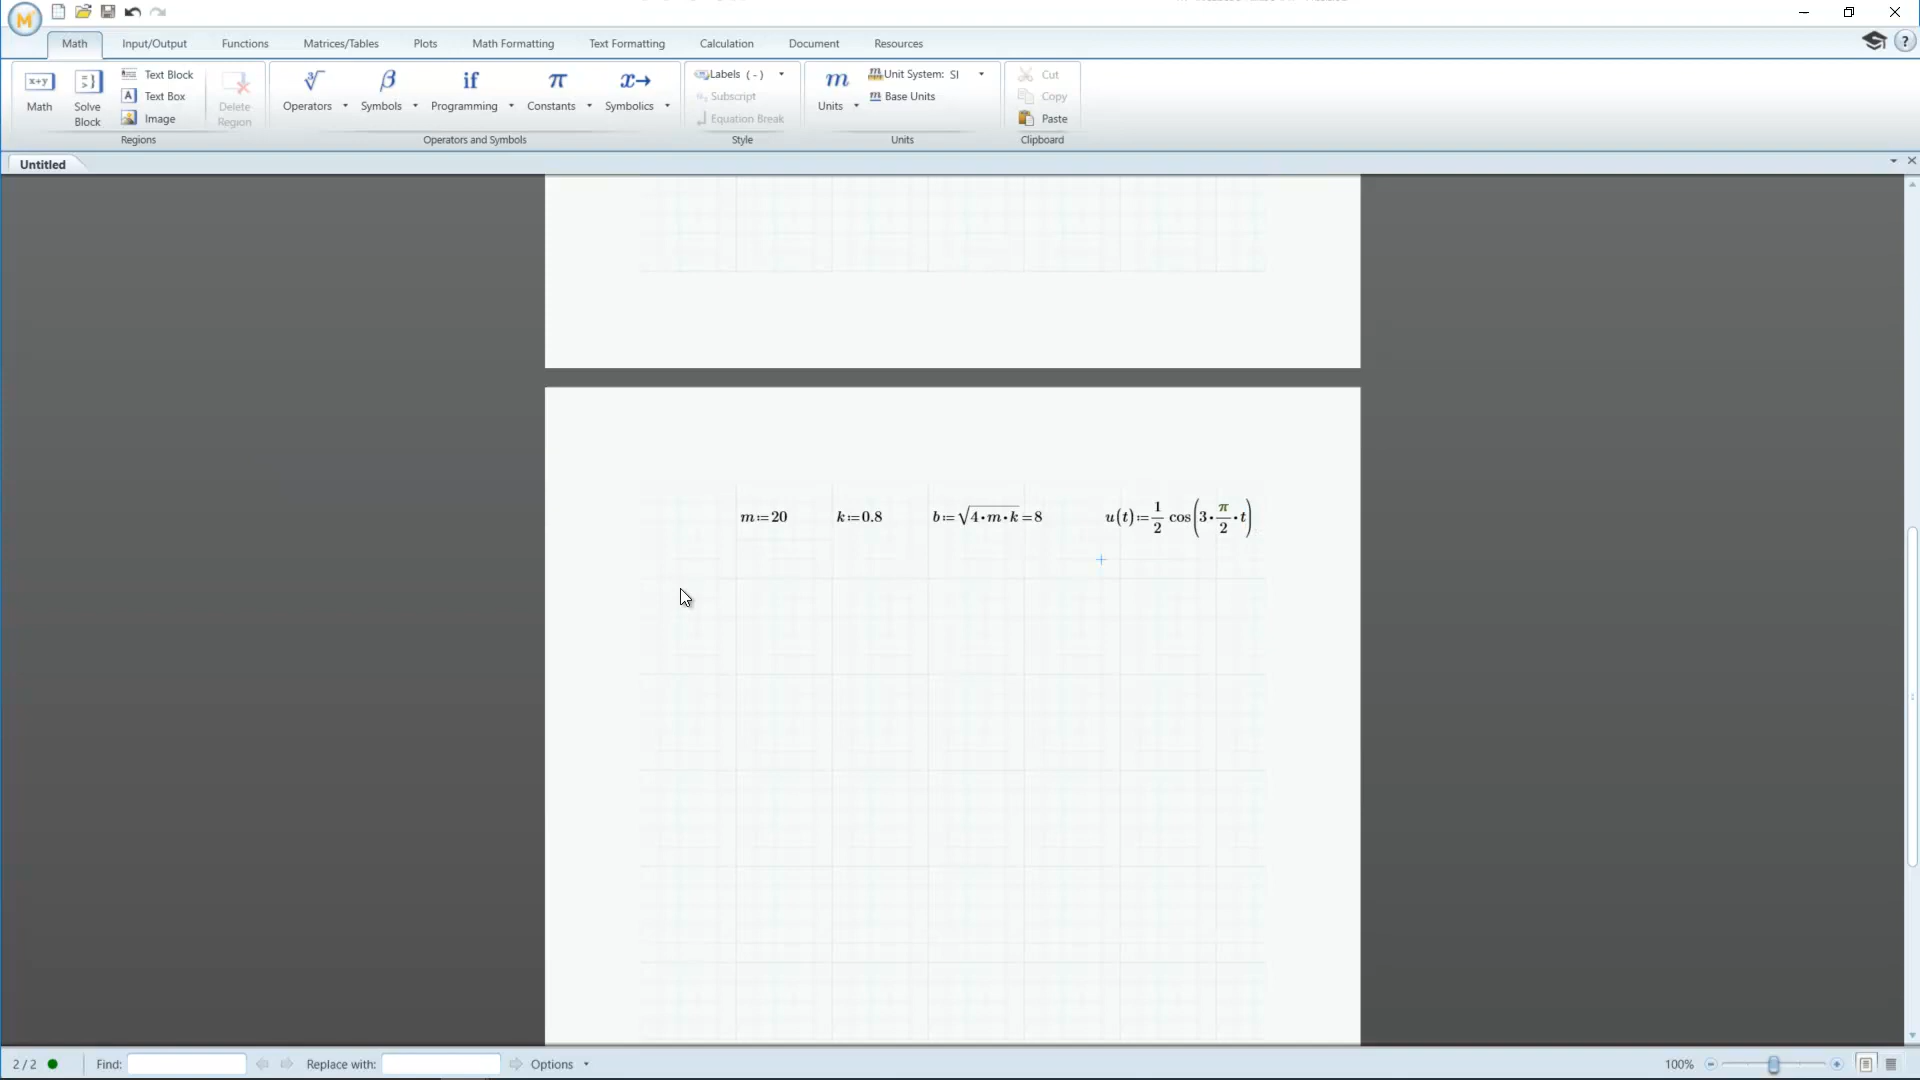 Math Input/Output Functions Matrices/Tables Plots Math Formatting Text Formatting Calculation Document Resources
?
x+y Math
Solve Block
Text Block
Text Box
Image
Delete Region
Regions
Operators
β Symbols
if Programming
π Constants
x→ Symbolics
Operators and Symbols
Labels (-)
Subscript
Equation Break
Style
m Units
Unit System: SI
Base Units
Units
Cut
Copy
Paste
Clipboard
Untitled
m:=20 k:=0.8 b:=√4·m·k=8 u(t):=1/2 cos(3·π/2·t)
2 / 2 Find: Replace with: Options 100%